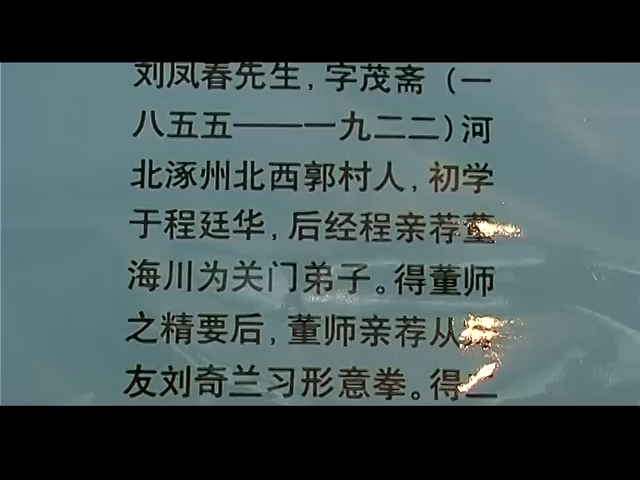 刘凤春先生，字茂斋（一
八五五——一九二二）河
北涿州北西郭村人，初学
于程廷华，后经程亲荐董
海川为关门弟子。得董师
之精要后，董师亲荐从
友刘奇兰习形意拳。得二